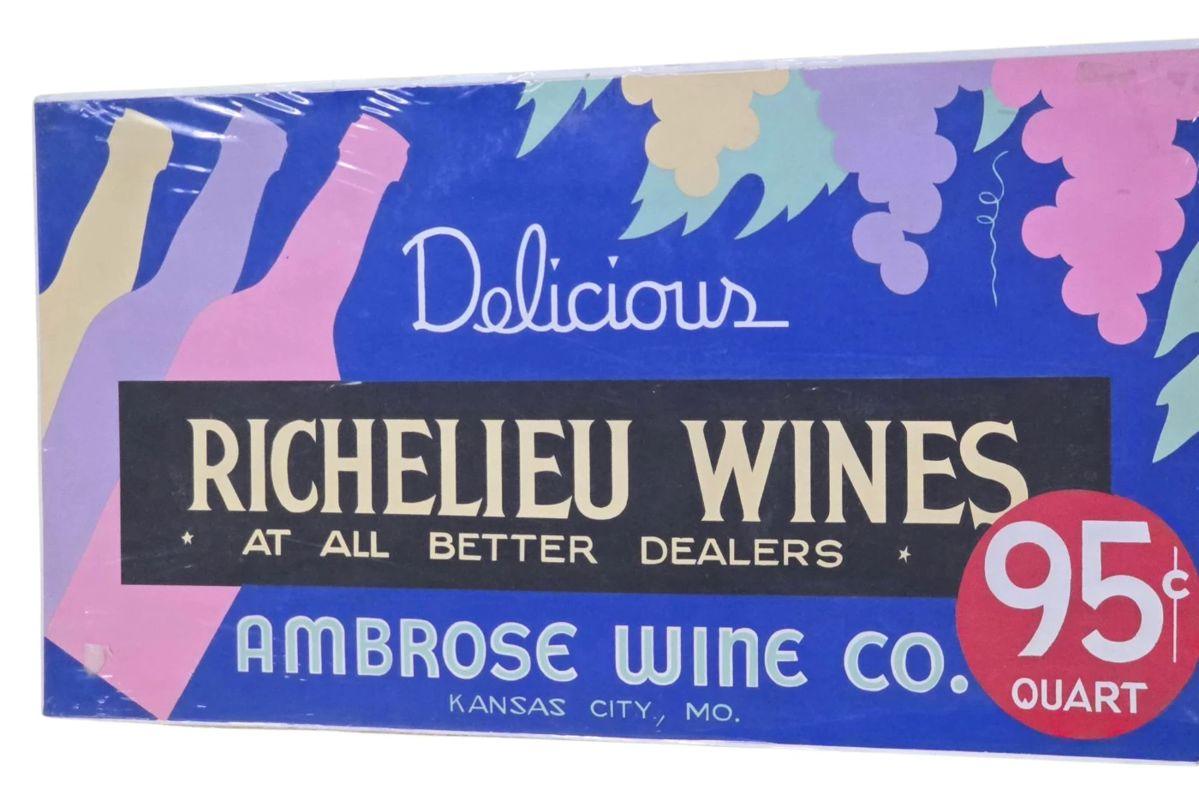 Delicious
RICHELIEU WINES
★ AT ALL BETTER DEALERS ★
95¢
QUART
AMBROSE WINE CO.
KANSAS CITY, MO.